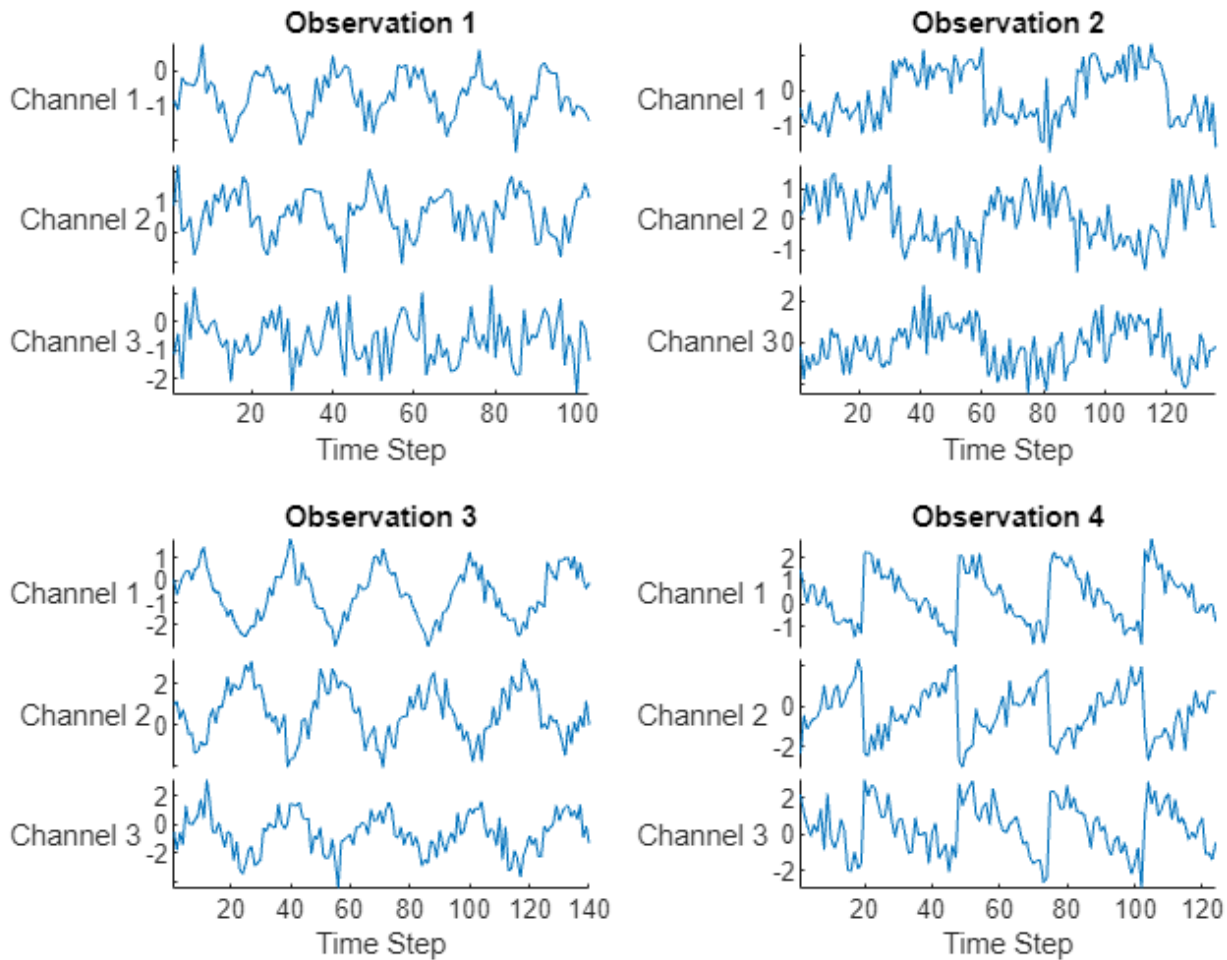 Observation 1
0
Channel 1
-1
1
Channel 2
0
0
Channel 3
-1
-2
20 40 60 80 100
Time Step
Observation 2
0
Channel 1
-1
1
Channel 2
0
-1
2
Channel 3
0
20 40 60 80 100 120
Time Step
Observation 3
1
0
Channel 1
-1
-2
2
Channel 2
0
2
0
Channel 3
-2
20 40 60 80 100 120 140
Time Step
Observation 4
2
1
Channel 1
0
-1
0
Channel 2
-2
2
Channel 3
0
-2
20 40 60 80 100 120
Time Step